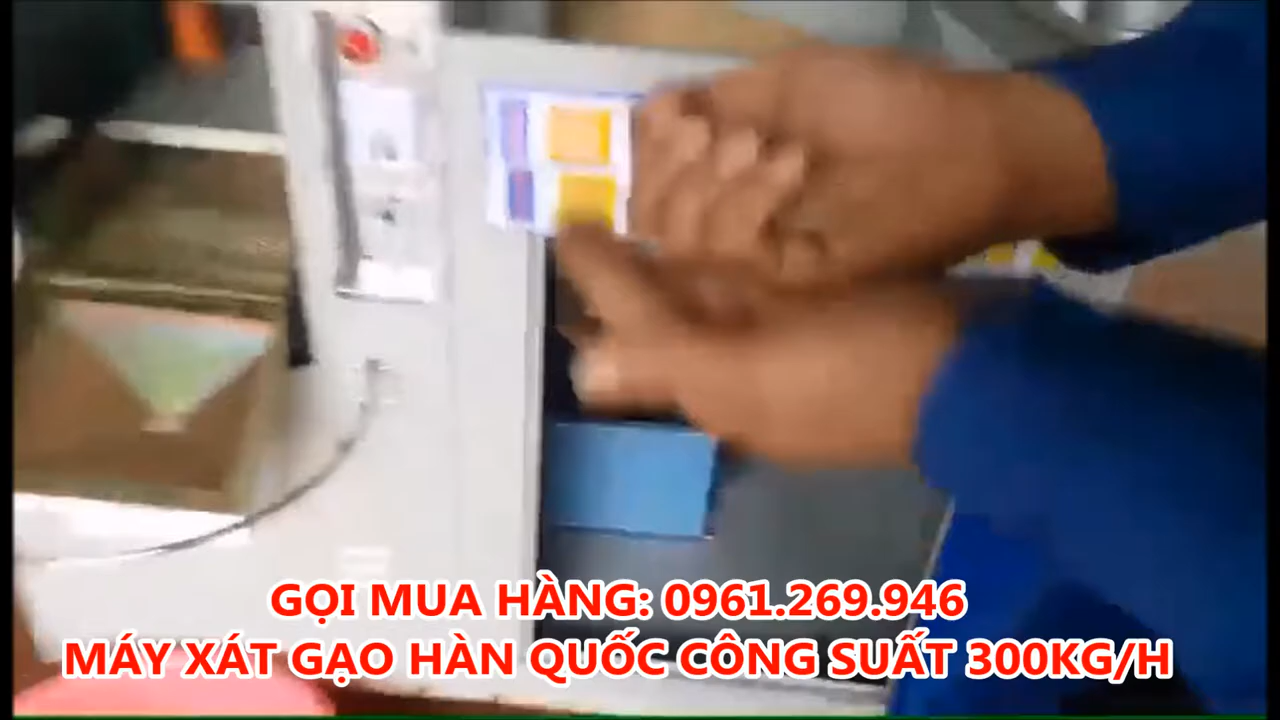 GỌI MUA HÀNG: 0961.269.946
MÁY XÁT GẠO HÀN QUỐC CÔNG SUẤT 300KG/H